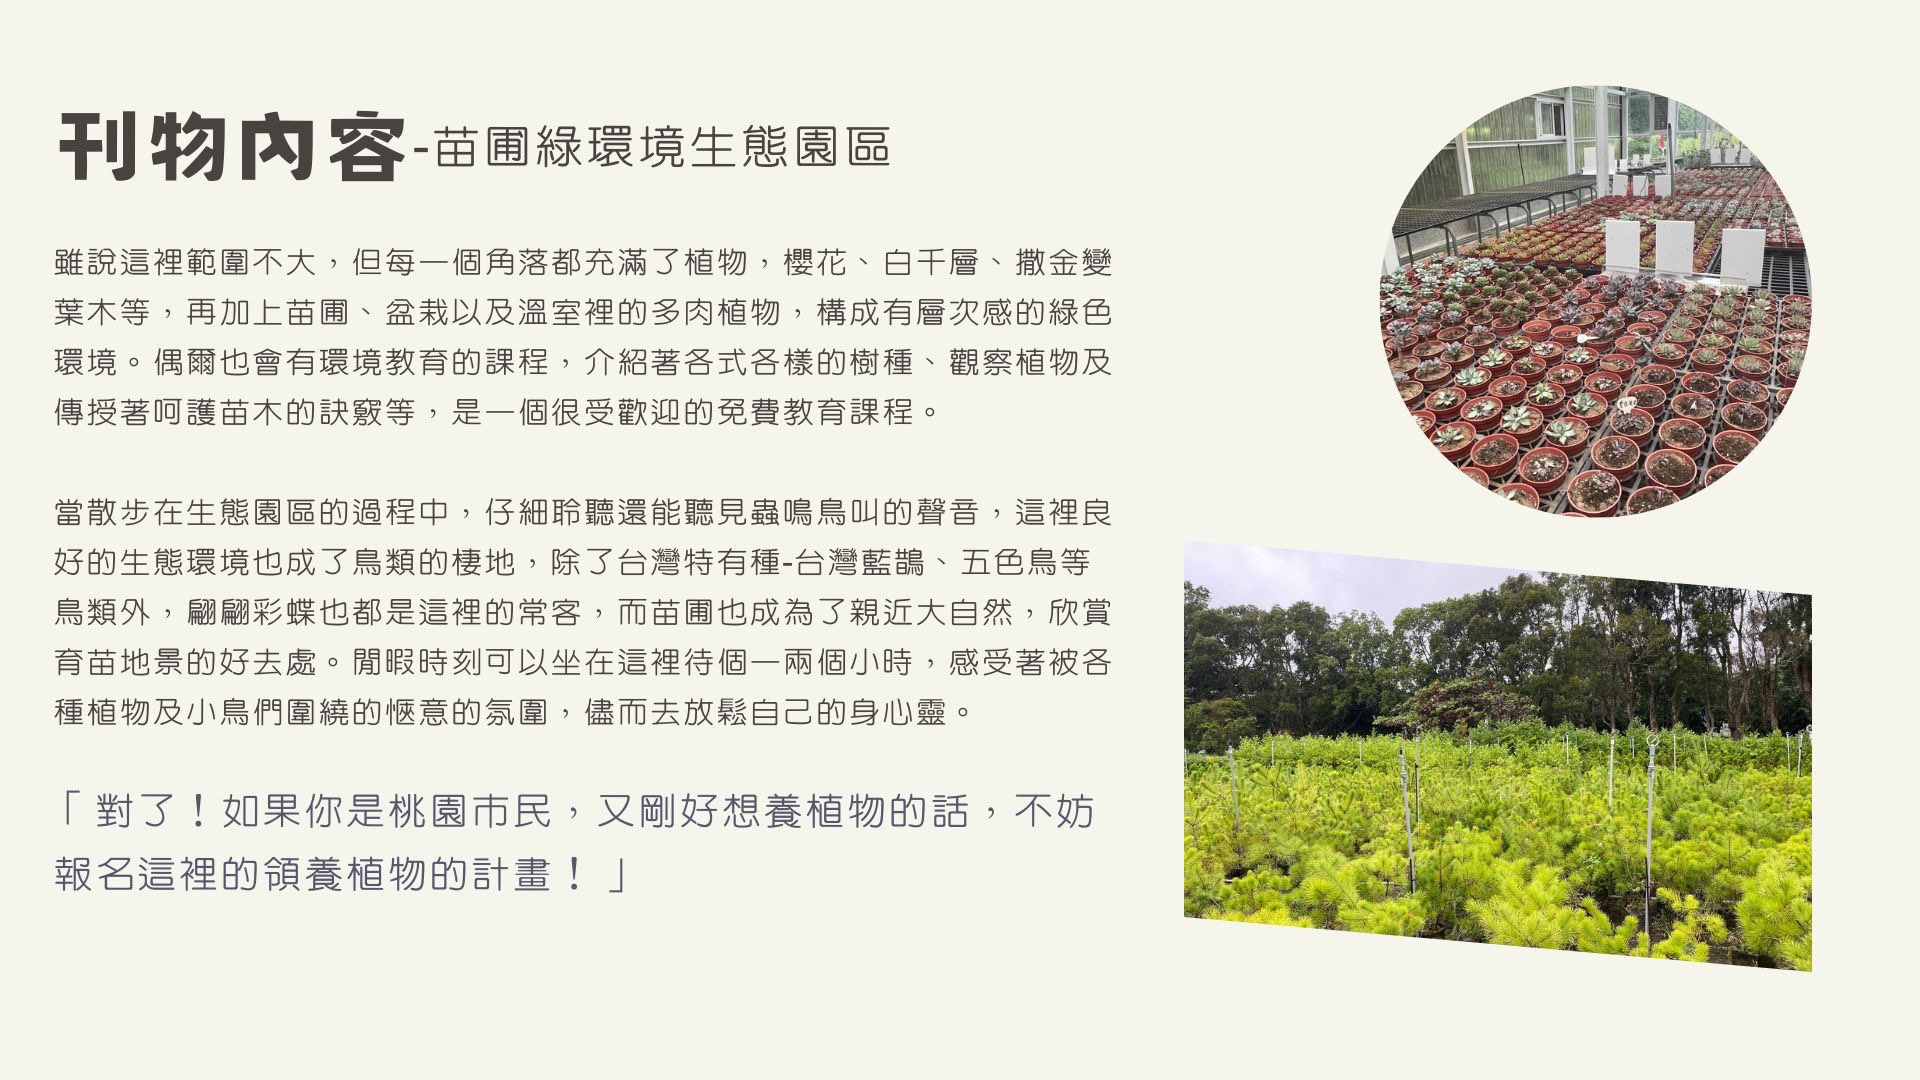 刊物內容-苗圃綠環境生態園區
雖說這裡範圍不大，但每一個角落都充滿了植物，櫻花、白千層、撒金變
葉木等，再加上苗圃、盆栽以及溫室裡的多肉植物，構成有層次感的綠色
環境。偶爾也會有環境教育的課程，介紹著各式各樣的樹種、觀察植物及
傳授著呵護苗木的訣竅等，是一個很受歡迎的免費教育課程。
當散步在生態園區的過程中，仔細聆聽還能聽見蟲鳴鳥叫的聲音，這裡良
好的生態環境也成了鳥類的棲地，除了台灣特有種-台灣藍鵲、五色鳥等
鳥類外，翩翩彩蝶也都是這裡的常客，而苗圃也成為了親近大自然，欣賞
育苗地景的好去處。閒暇時刻可以坐在這裡待個一兩個小時，感受著被各
種植物及小鳥們圍繞的愜意的氛圍，儘而去放鬆自己的身心靈。
「 對了！如果你是桃園市民，又剛好想養植物的話，不妨
報名這裡的領養植物的計畫！ 」